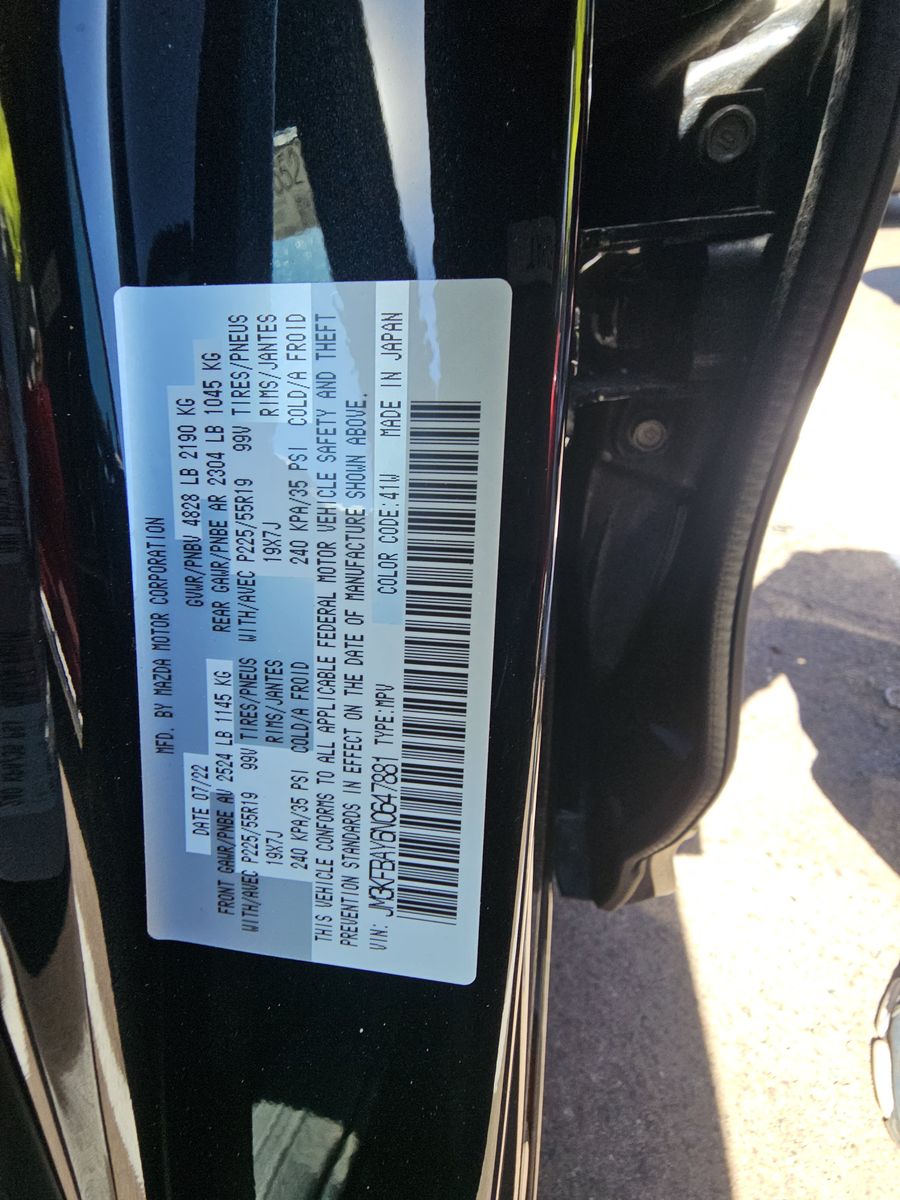 MFD. BY MAZDA MOTOR CORPORATION
DATE 07/22 GVWR/PNBV 4828 LB 2190 KG
FRONT GAWR/PNBE AV 2524 LB 1145 KG REAR GAWR/PNBE AR 2304 LB 1045 KG
WITH/AVEC P225/55R19 99V TIRES/PNEUS WITH/AVEC P225/55R19 99V TIRES/PNEUS
19X7J RIMS/JANTES 19X7J RIMS/JANTES
240 KPA/35 PSI COLD/A FROID 240 KPA/35 PSI COLD/A FROID
THIS VEHICLE CONFORMS TO ALL APPLICABLE FEDERAL MOTOR VEHICLE SAFETY AND THEFT
PREVENTION STANDARDS IN EFFECT ON THE DATE OF MANUFACTURE SHOWN ABOVE.
VIN: JM3KFBAY6N0647881 TYPE:MPV COLOR CODE:41W MADE IN JAPAN